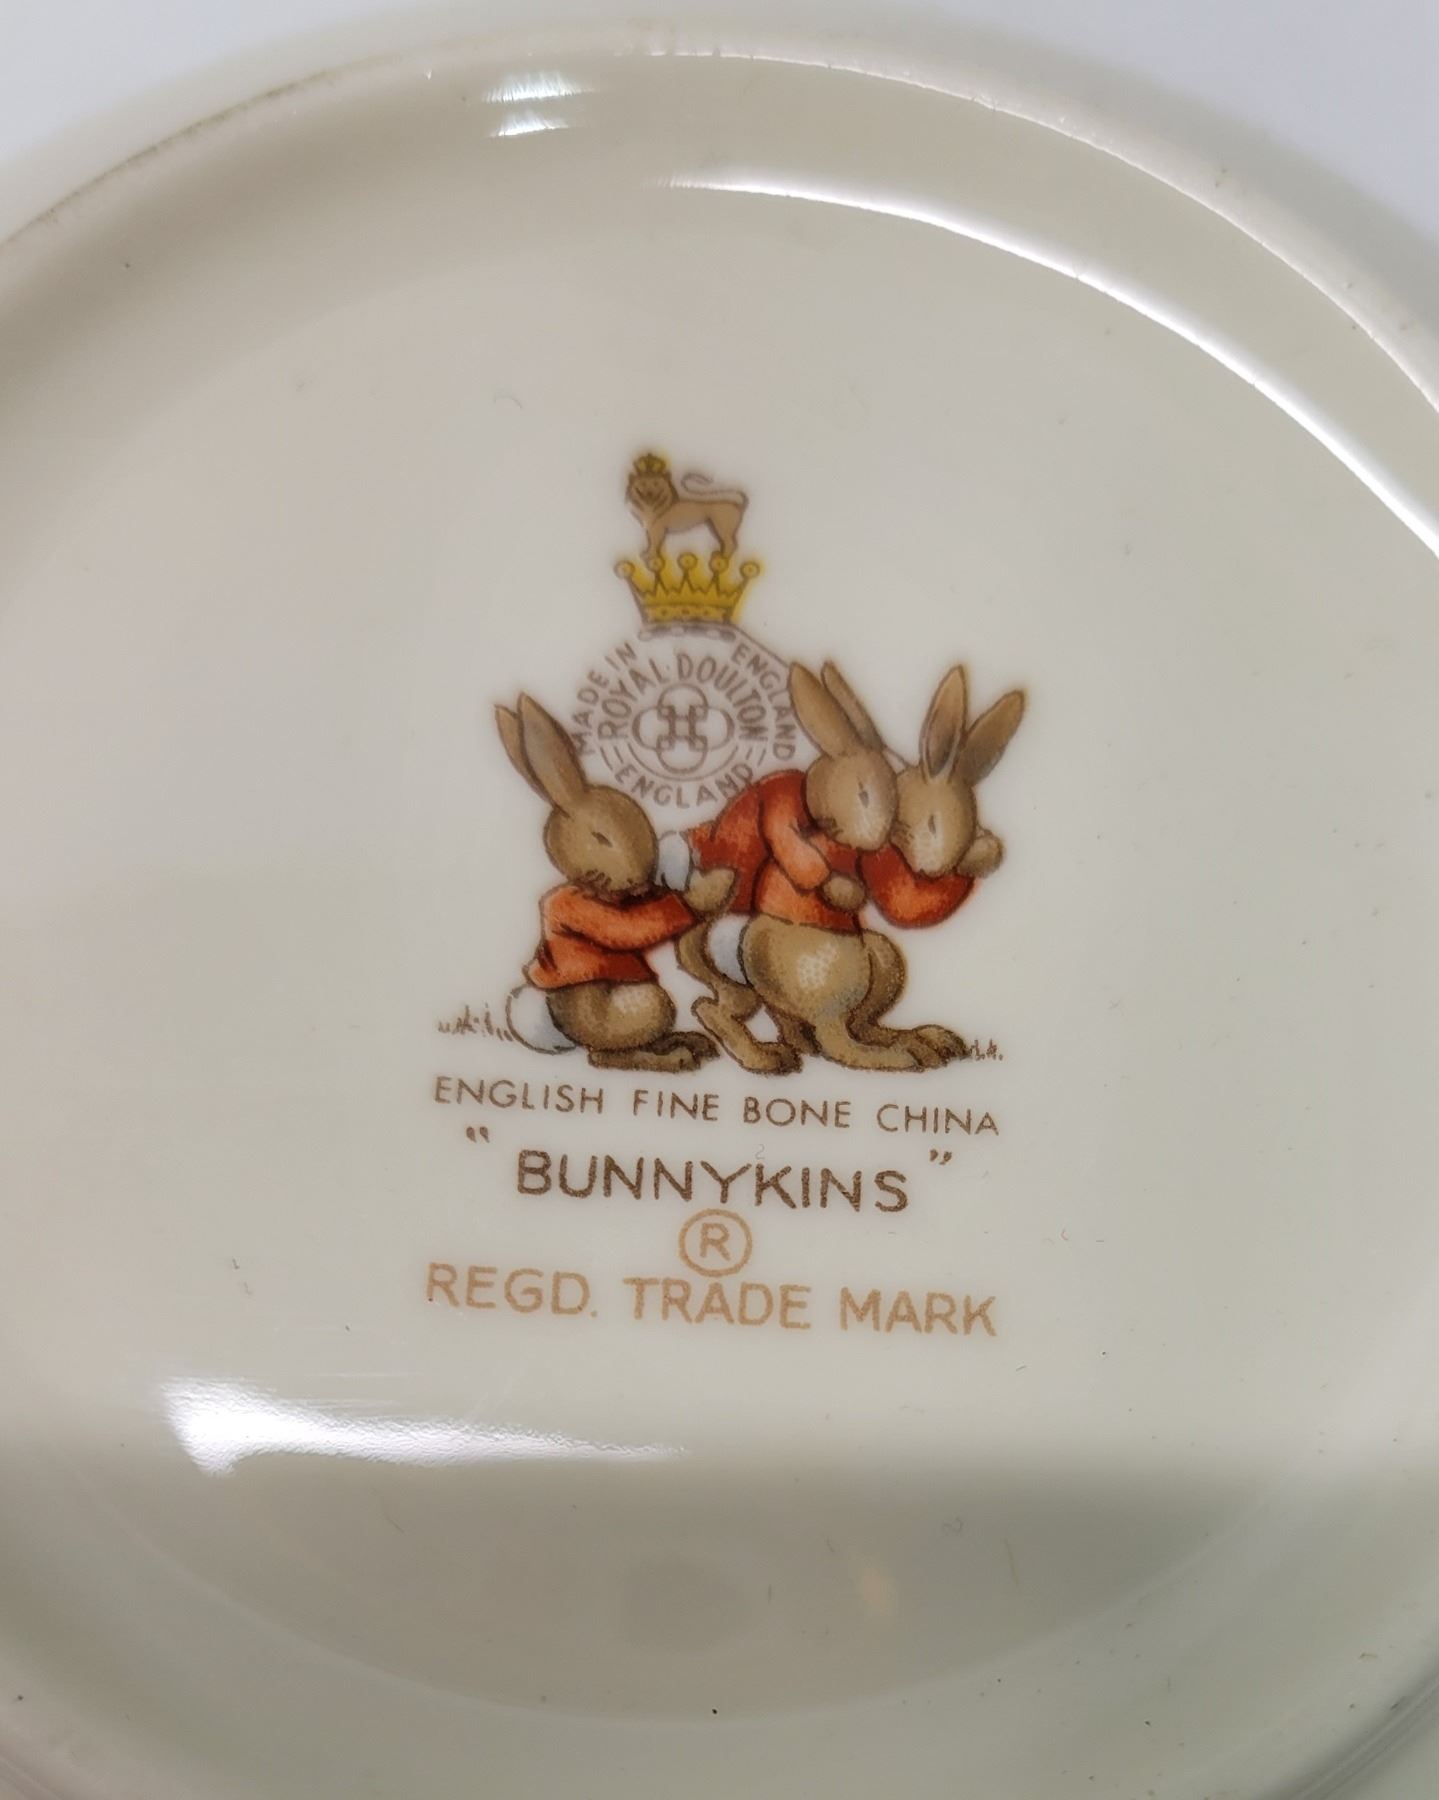 MADE IN ENGLAND
ROYAL·DOULTON
ENGLAND
ENGLISH FINE BONE CHINA
"BUNNYKINS"
®
REGD. TRADE MARK